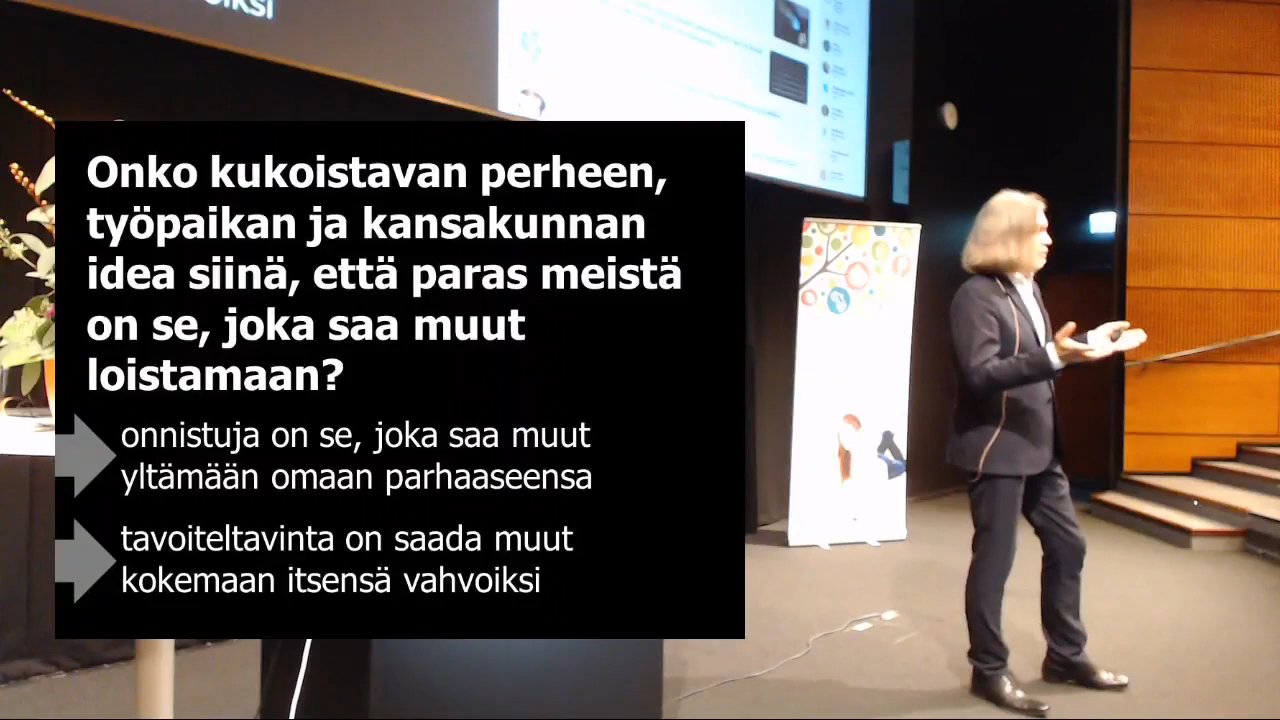 Onko kukoistavan perheen,
työpaikan ja kansakunnan
idea siinä, että paras meistä
on se, joka saa muut
loistamaan?
onnistuja on se, joka saa muut
yltämään omaan parhaaseensa
tavoiteltavinta on saada muut
kokemaan itsensä vahvoiksi